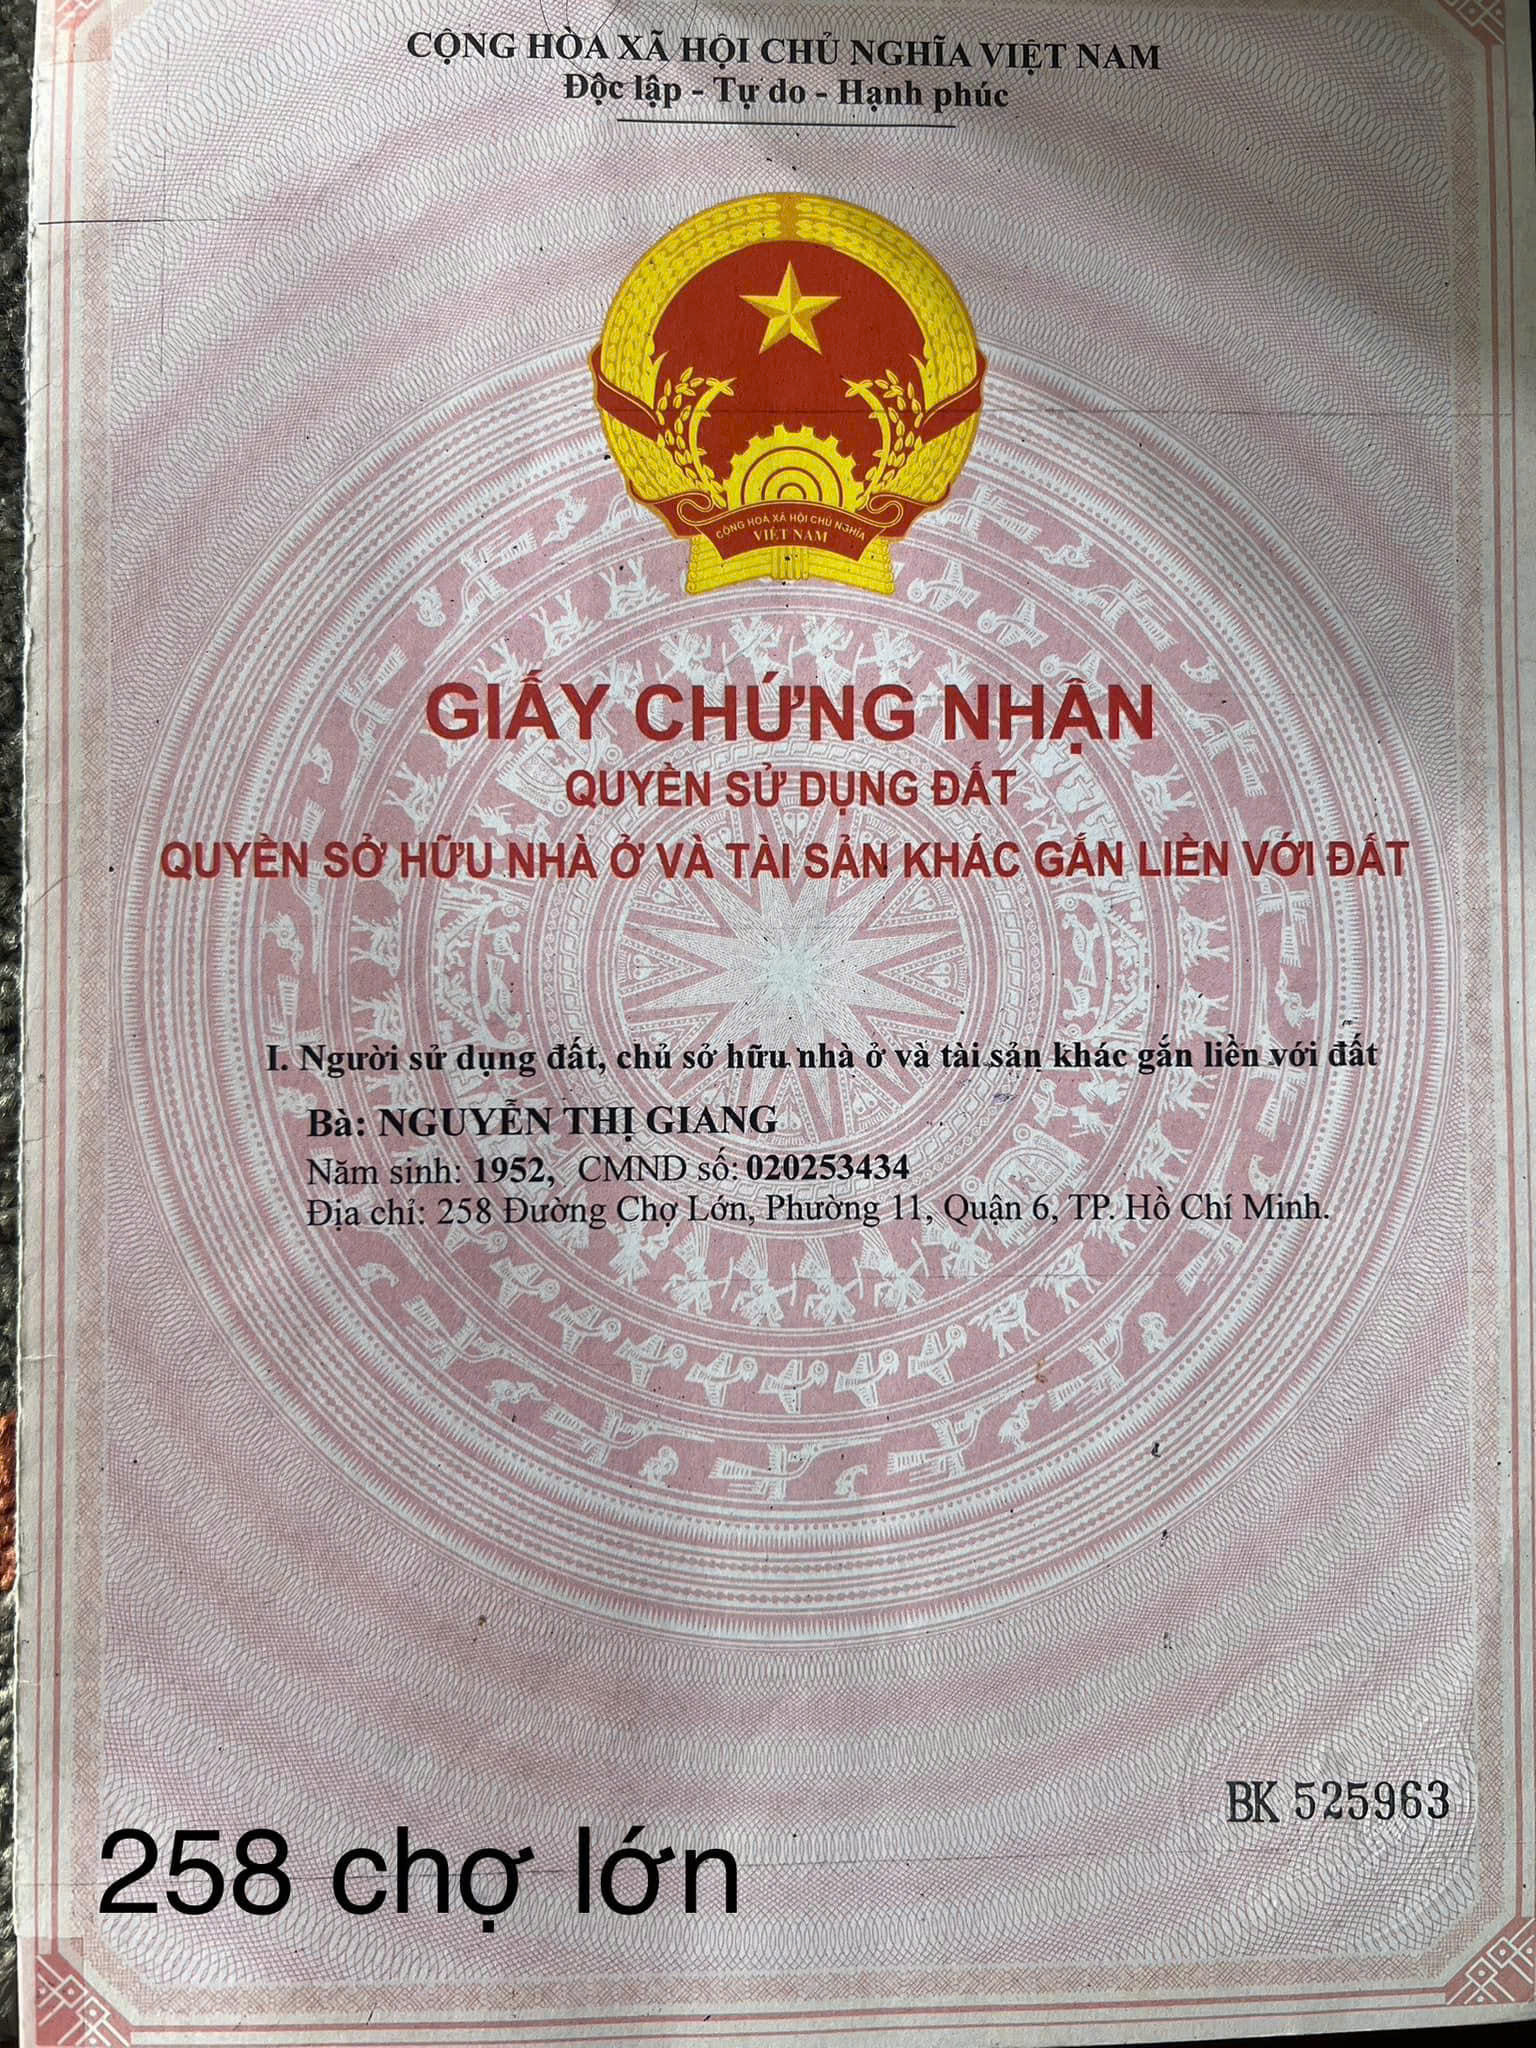 CỘNG HÒA XÃ HỘI CHỦ NGHĨA VIỆT NAM
Độc lập - Tự do - Hạnh phúc
CỘNG HOÀ XÃ HỘI CHỦ NGHĨA
VIỆT NAM
GIẤY CHỨNG NHẬN
QUYỀN SỬ DỤNG ĐẤT
QUYỀN SỞ HỮU NHÀ Ở VÀ TÀI SẢN KHÁC GẮN LIỀN VỚI ĐẤT
I. Người sử dụng đất, chủ sở hữu nhà ở và tài sản khác gắn liền với đất
Bà: NGUYỄN THỊ GIANG
Năm sinh: 1952, CMND số: 020253434
Địa chỉ: 258 Đường Chợ Lớn, Phường 11, Quận 6, TP. Hồ Chí Minh.
BK 525963
258 chợ lớn